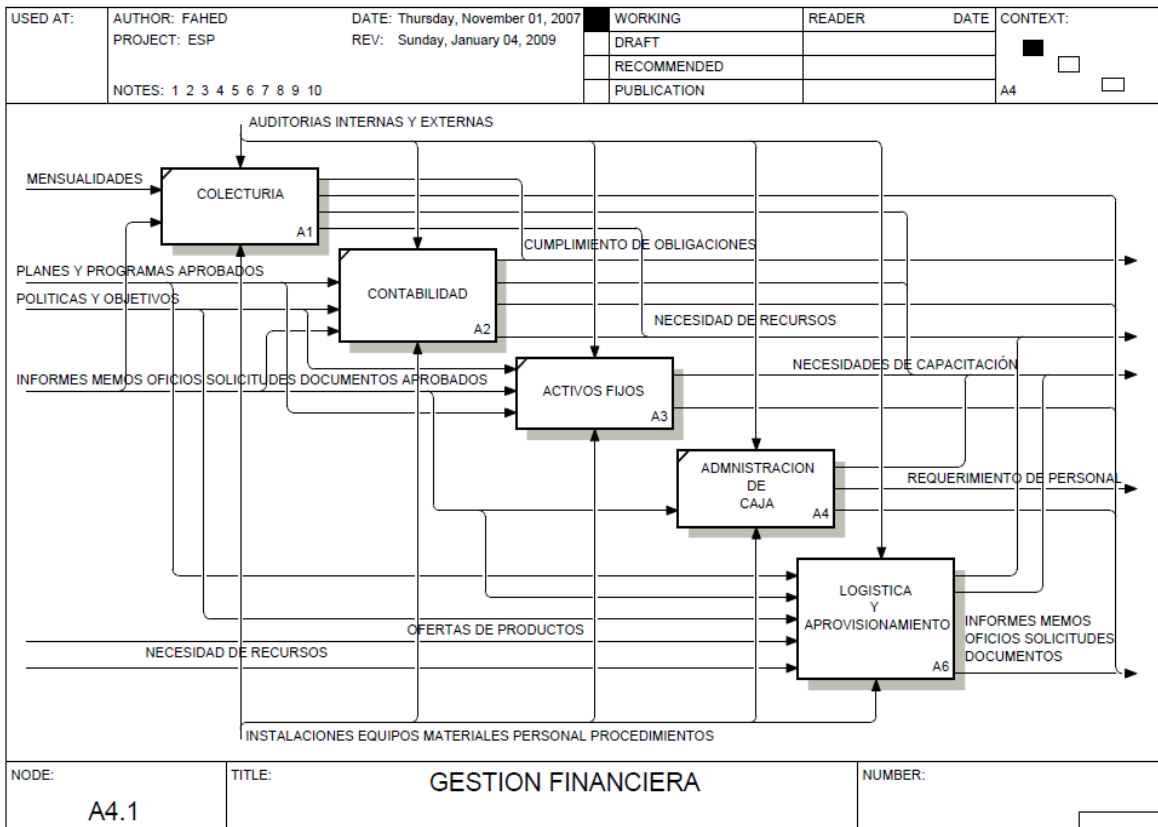 USED AT:
AUTHOR: FAHED
DATE: Thursday, November 01, 2007
WORKING
READER
DATE
CONTEXT:
PROJECT: ESP
REV: Sunday, January 04, 2009
DRAFT
RECOMMENDED
NOTES: 1 2 3 4 5 6 7 8 9 10
PUBLICATION
A4
AUDITORIAS INTERNAS Y EXTERNAS
MENSUALIDADES
COLECTURIA
A1
CUMPLIMIENTO DE OBLIGACIONES
PLANES Y PROGRAMAS APROBADOS
POLITICAS Y OBJETIVOS
CONTABILIDAD
A2
NECESIDAD DE RECURSOS
NECESIDADES DE CAPACITACIÓN
INFORMES MEMOS OFICIOS SOLICITUDES DOCUMENTOS APROBADOS
ACTIVOS FIJOS
A3
ADMNISTRACION
DE
CAJA
A4
REQUERIMIENTO DE PERSONAL
LOGISTICA
Y
APROVISIONAMIENTO
A6
OFERTAS DE PRODUCTOS
NECESIDAD DE RECURSOS
INFORMES MEMOS
OFICIOS SOLICITUDES
DOCUMENTOS
INSTALACIONES EQUIPOS MATERIALES PERSONAL PROCEDIMIENTOS
NODE:
A4.1
TITLE:
GESTION FINANCIERA
NUMBER: